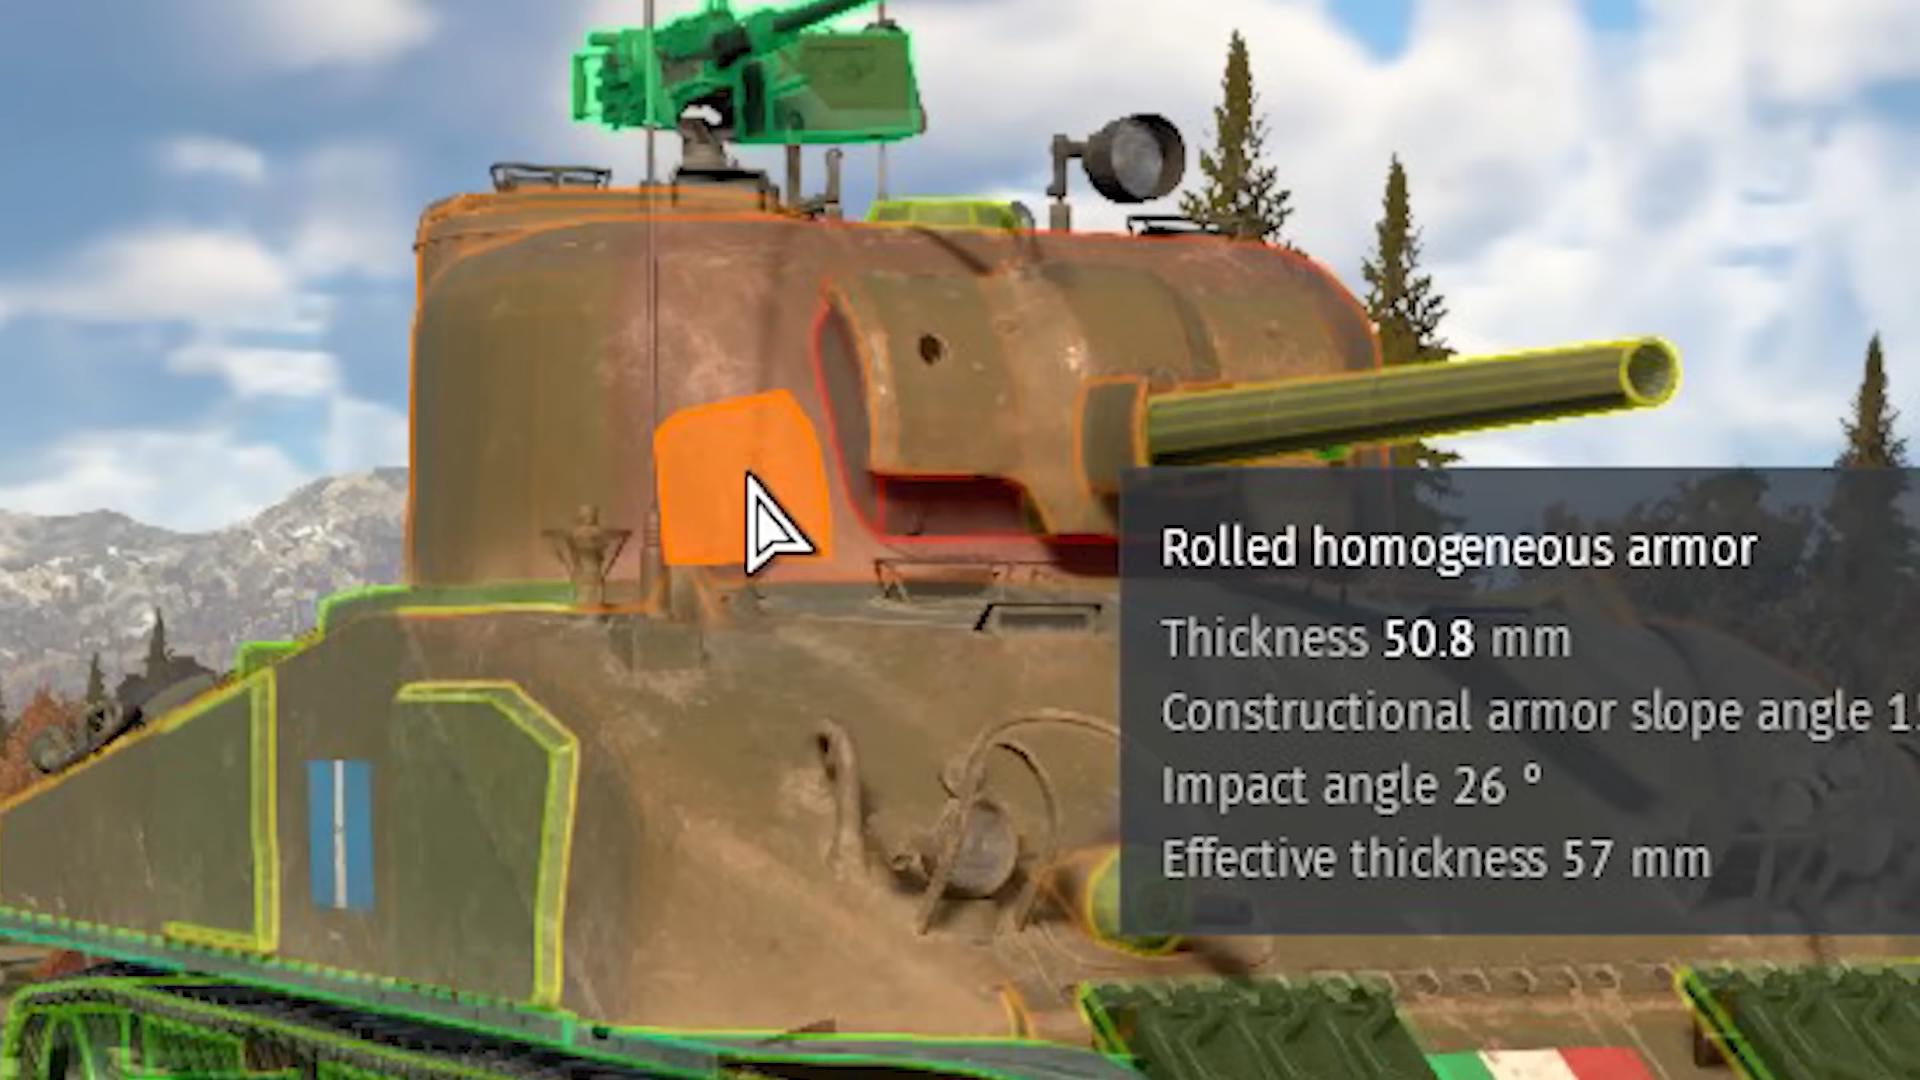 Rolled homogeneous armor
Thickness 50.8 mm
Constructional armor slope angle
Impact angle 26 °
Effective thickness 57 mm